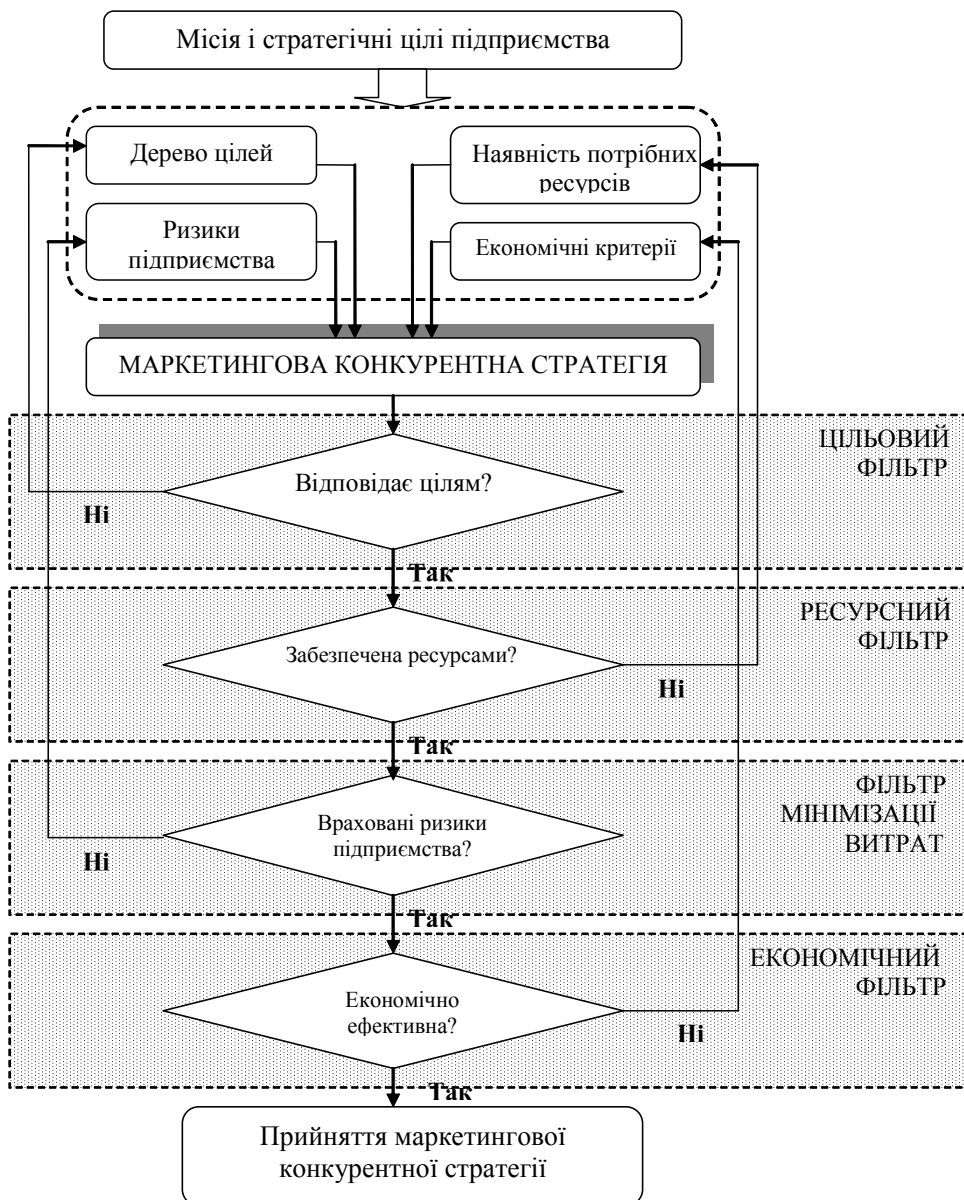 Місія і стратегічні цілі підприємства
Дерево цілей
Наявність потрібних
ресурсів
Ризики
підприємства
Економічні критерії
МАРКЕТИНГОВА КОНКУРЕНТНА СТРАТЕГІЯ
ЦІЛЬОВИЙ
ФІЛЬТР
Відповідає цілям?
Ні
Так
РЕСУРСНИЙ
ФІЛЬТР
Забезпечена ресурсами?
Ні
Так
ФІЛЬТР
МІНІМІЗАЦІЇ
ВИТРАТ
Враховані ризики
підприємства?
Ні
Так
ЕКОНОМІЧНИЙ
ФІЛЬТР
Економічно
ефективна?
Ні
Так
Прийняття маркетингової
конкурентної стратегії